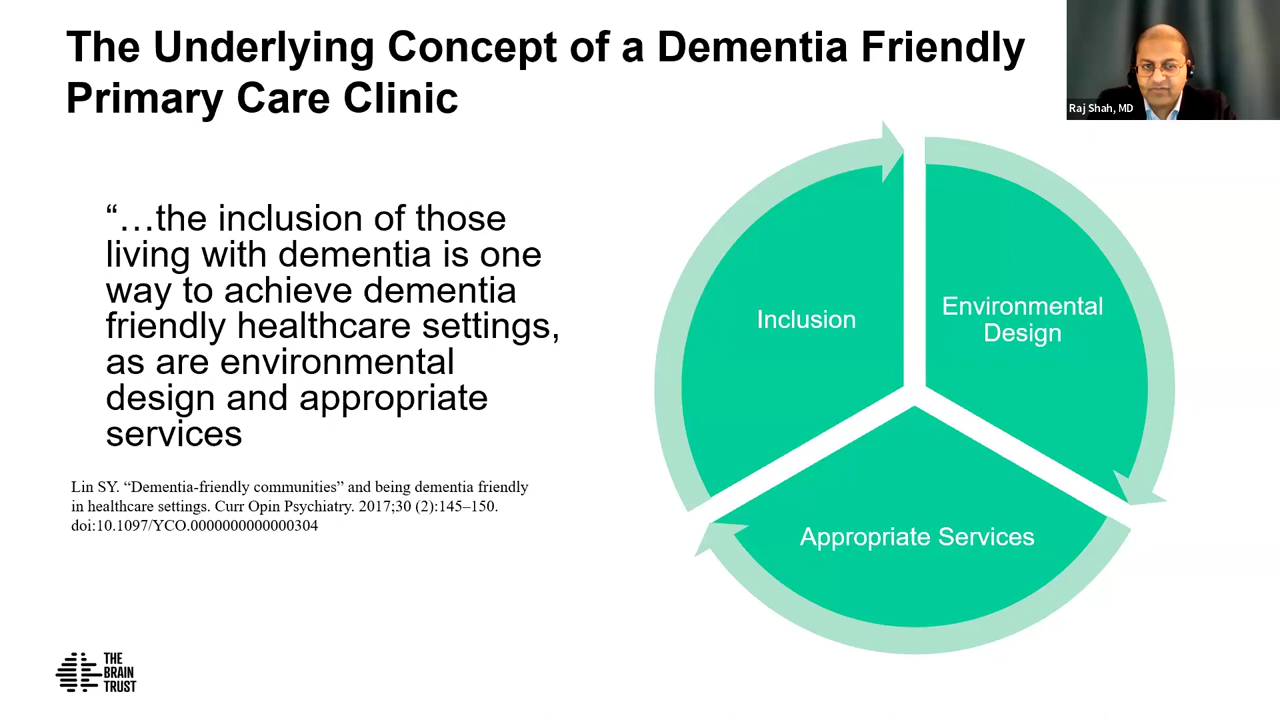 The Underlying Concept of a Dementia Friendly
Primary Care Clinic
Raj Shah, MD
“…the inclusion of those
living with dementia is one
way to achieve dementia
friendly healthcare settings,
as are environmental
design and appropriate
services
Lin SY. “Dementia-friendly communities” and being dementia friendly
in healthcare settings. Curr Opin Psychiatry. 2017;30 (2):145–150.
doi:10.1097/YCO.0000000000000304
Inclusion
Environmental
Design
Appropriate Services
THE
BRAIN
TRUST